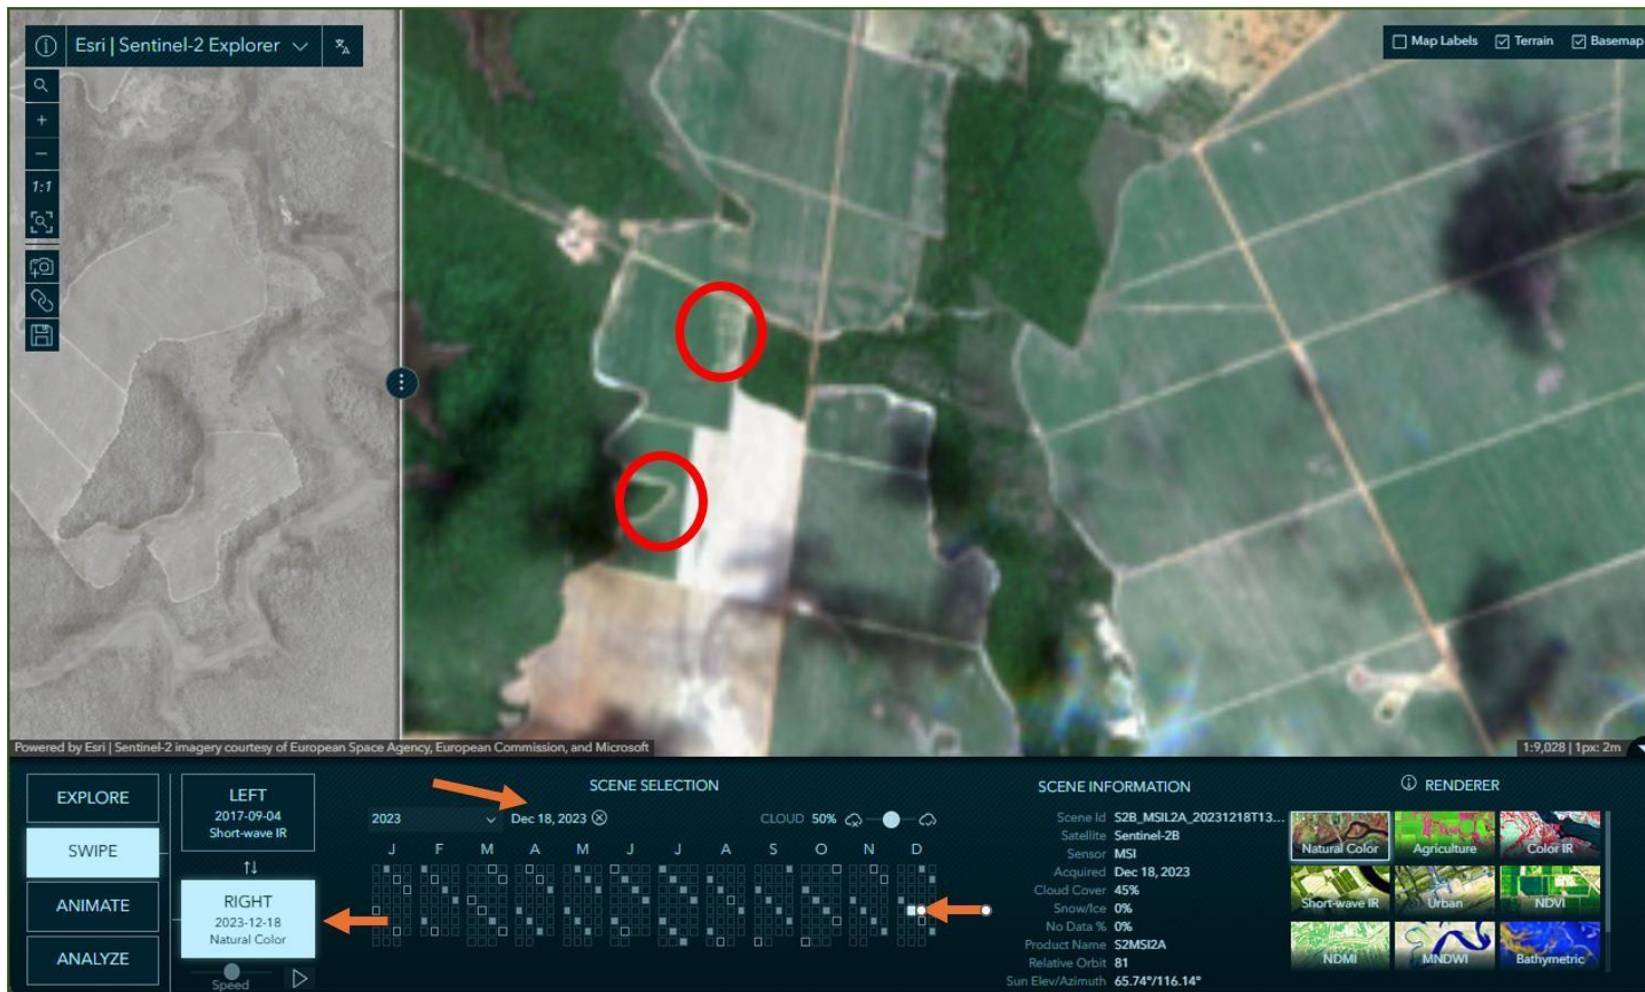 Esri | Sentinel-2 Explorer
Map Labels
Terrain
Basemap
1:1
Powered by Esri | Sentinel-2 imagery courtesy of European Space Agency, European Commission, and Microsoft
1:9,028 | 1px: 2m
EXPLORE
SWIPE
ANIMATE
ANALYZE
LEFT
2017-09-04
Short-wave IR
RIGHT
2023-12-18
Natural Color
Speed
SCENE SELECTION
2023
Dec 18, 2023
CLOUD 50%
J F M A M J J A S O N D
SCENE INFORMATION
Scene Id S2B_MSIL2A_20231218T13...
Satellite Sentinel-2B
Sensor MSI
Acquired Dec 18, 2023
Cloud Cover 45%
Snow/Ice 0%
No Data % 0%
Product Name S2MSI2A
Relative Orbit 81
Sun Elev/Azimuth 65.74°/116.14°
RENDERER
Natural Color
Agriculture
Color IR
Short-wave IR
Urban
NDVI
NDMI
MNDWI
Bathymetric